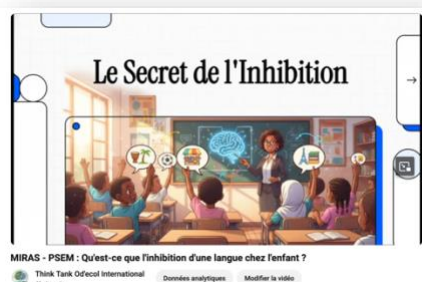 Le Secret de l'Inhibition
MIRAS - PSEM : Qu'est-ce que l'inhibition d'une langue chez l'enfant ?
Think Tank Od'ecol International
Données analytiques
Modifier la vidéo